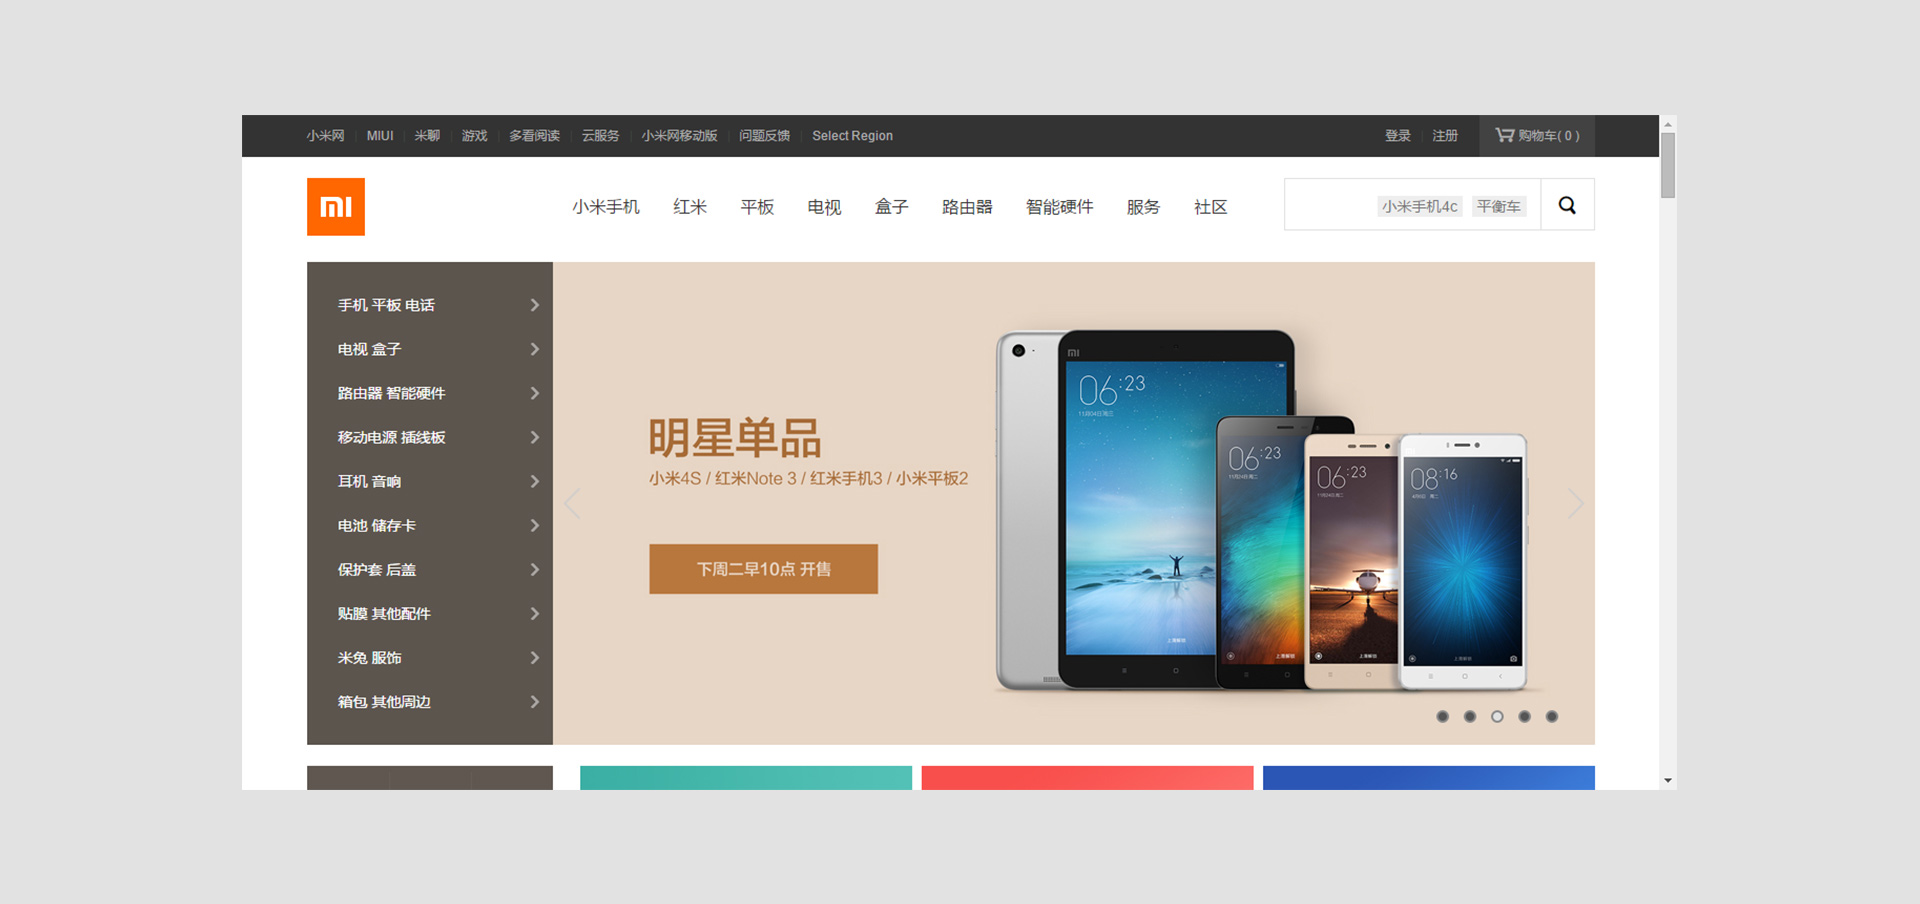 小米网 MIUI 米聊 游戏 多看阅读 云服务 小米网移动版 问题反馈 Select Region 登录 注册 购物车( 0 )
小米手机 红米 平板 电视 盒子 路由器 智能硬件 服务 社区 小米手机4c 平衡车
手机 平板 电话
电视 盒子
路由器 智能硬件
移动电源 插线板
耳机 音响
电池 储存卡
保护套 后盖
贴膜 其他配件
米兔 服饰
箱包 其他周边
明星单品
小米4S / 红米Note 3 / 红米手机3 / 小米平板2
下周二早10点 开售
06:23
06:23
06:23
08:16